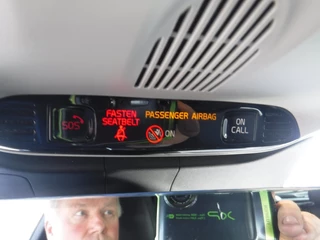 SOS
FASTEN
SEATBELT
PASSENGER AIRBAG
ON
ON
CALL